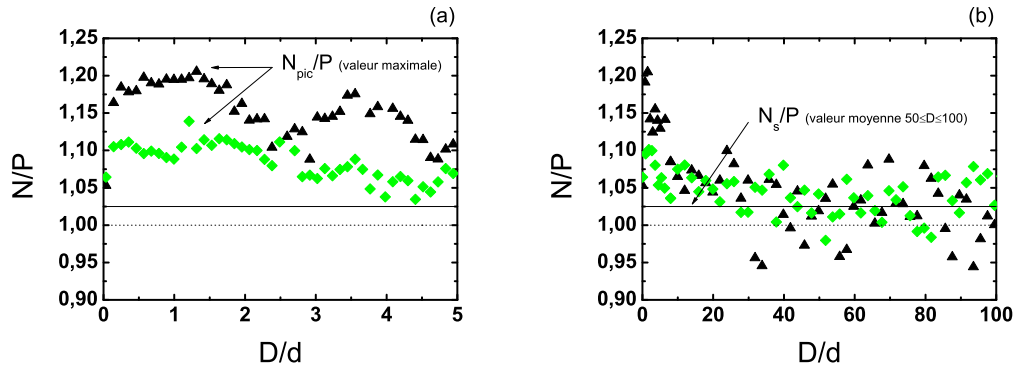 (a)
1,25
1,20
1,15
1,10
1,05
1,00
0,95
0,90
N/P
N_pic/P (valeur maximale)
0 1 2 3 4 5
D/d
(b)
1,25
1,20
1,15
1,10
1,05
1,00
0,95
0,90
N/P
N_s/P (valeur moyenne 50≤D≤100)
0 20 40 60 80 100
D/d